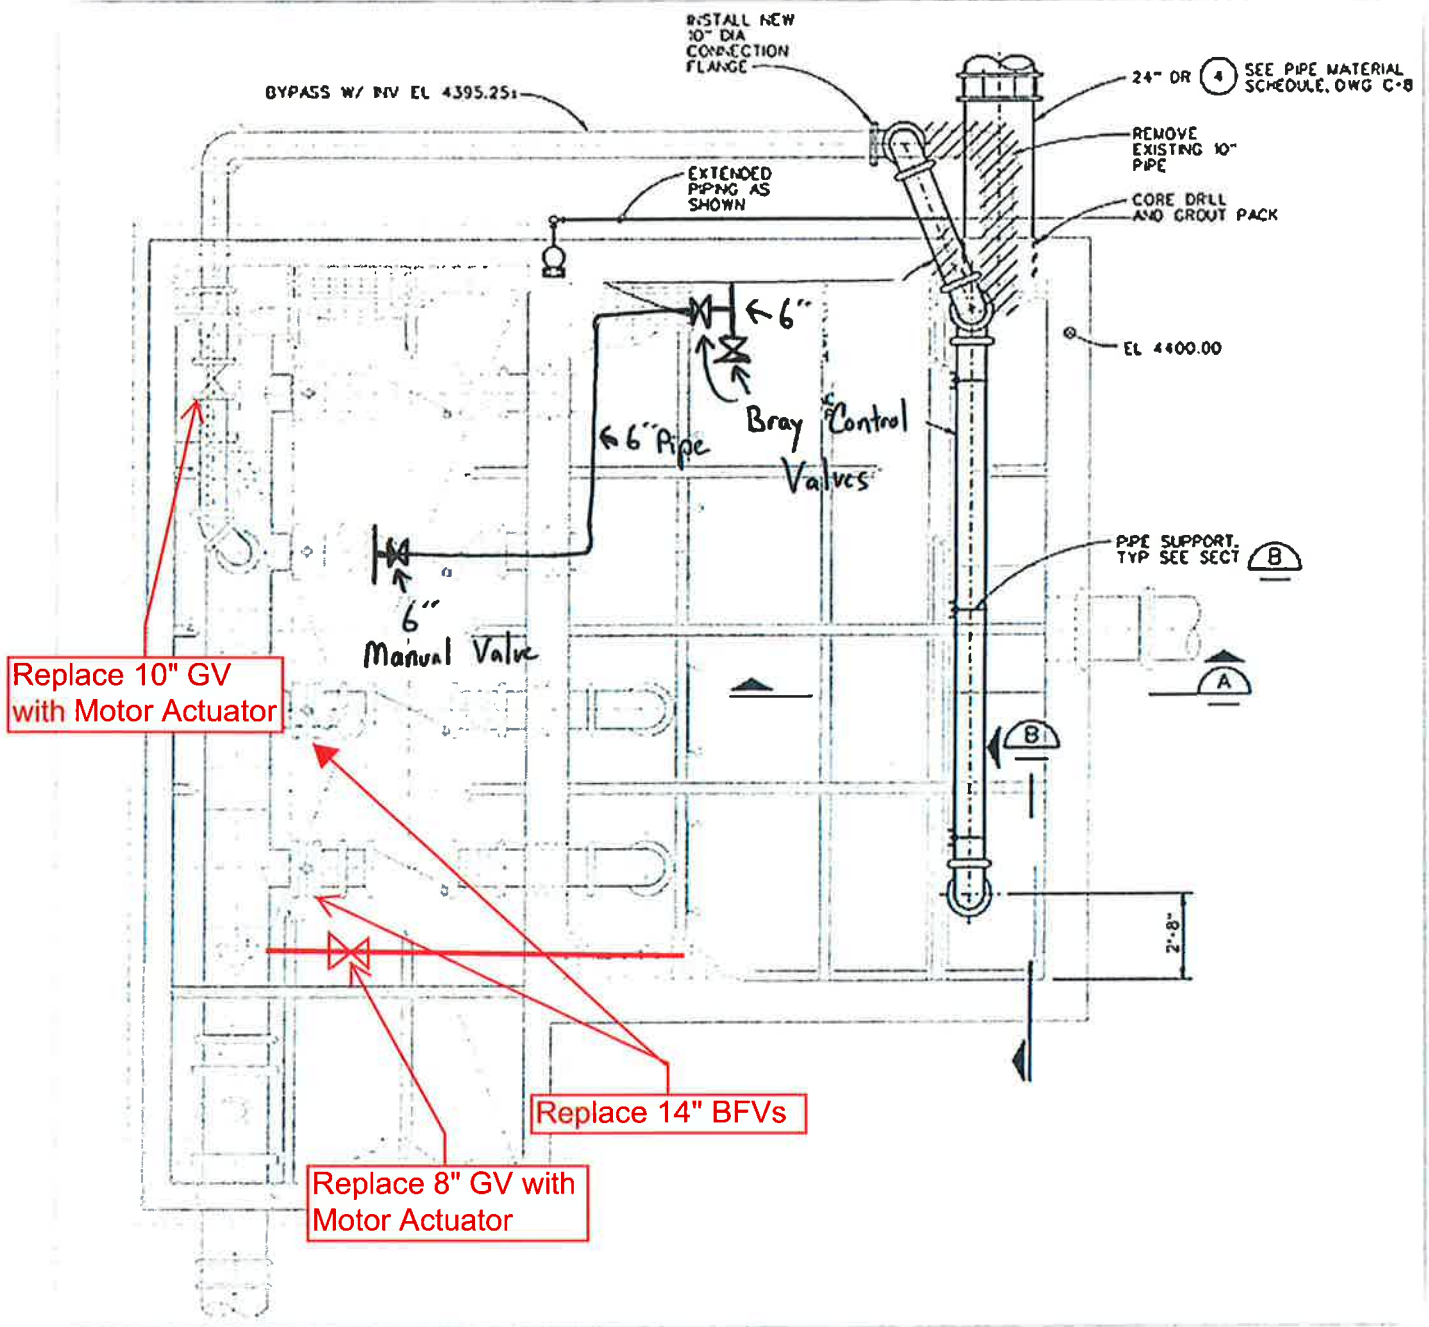 INSTALL NEW
10" DIA
CONNECTION
FLANGE
BYPASS W/ INV EL 4395.25±
24" DR 4 SEE PIPE MATERIAL
SCHEDULE, DWG C-8
REMOVE
EXISTING 10"
PIPE
EXTENDED
PIPING AS
SHOWN
CORE DRILL
AND GROUT PACK
6"
EL 4400.00
Bray Control
Valves
6" Pipe
PIPE SUPPORT,
TYP SEE SECT B
6"
Manual Valve
Replace 10" GV
with Motor Actuator
A
B
2'-8"
Replace 14" BFVs
Replace 8" GV with
Motor Actuator